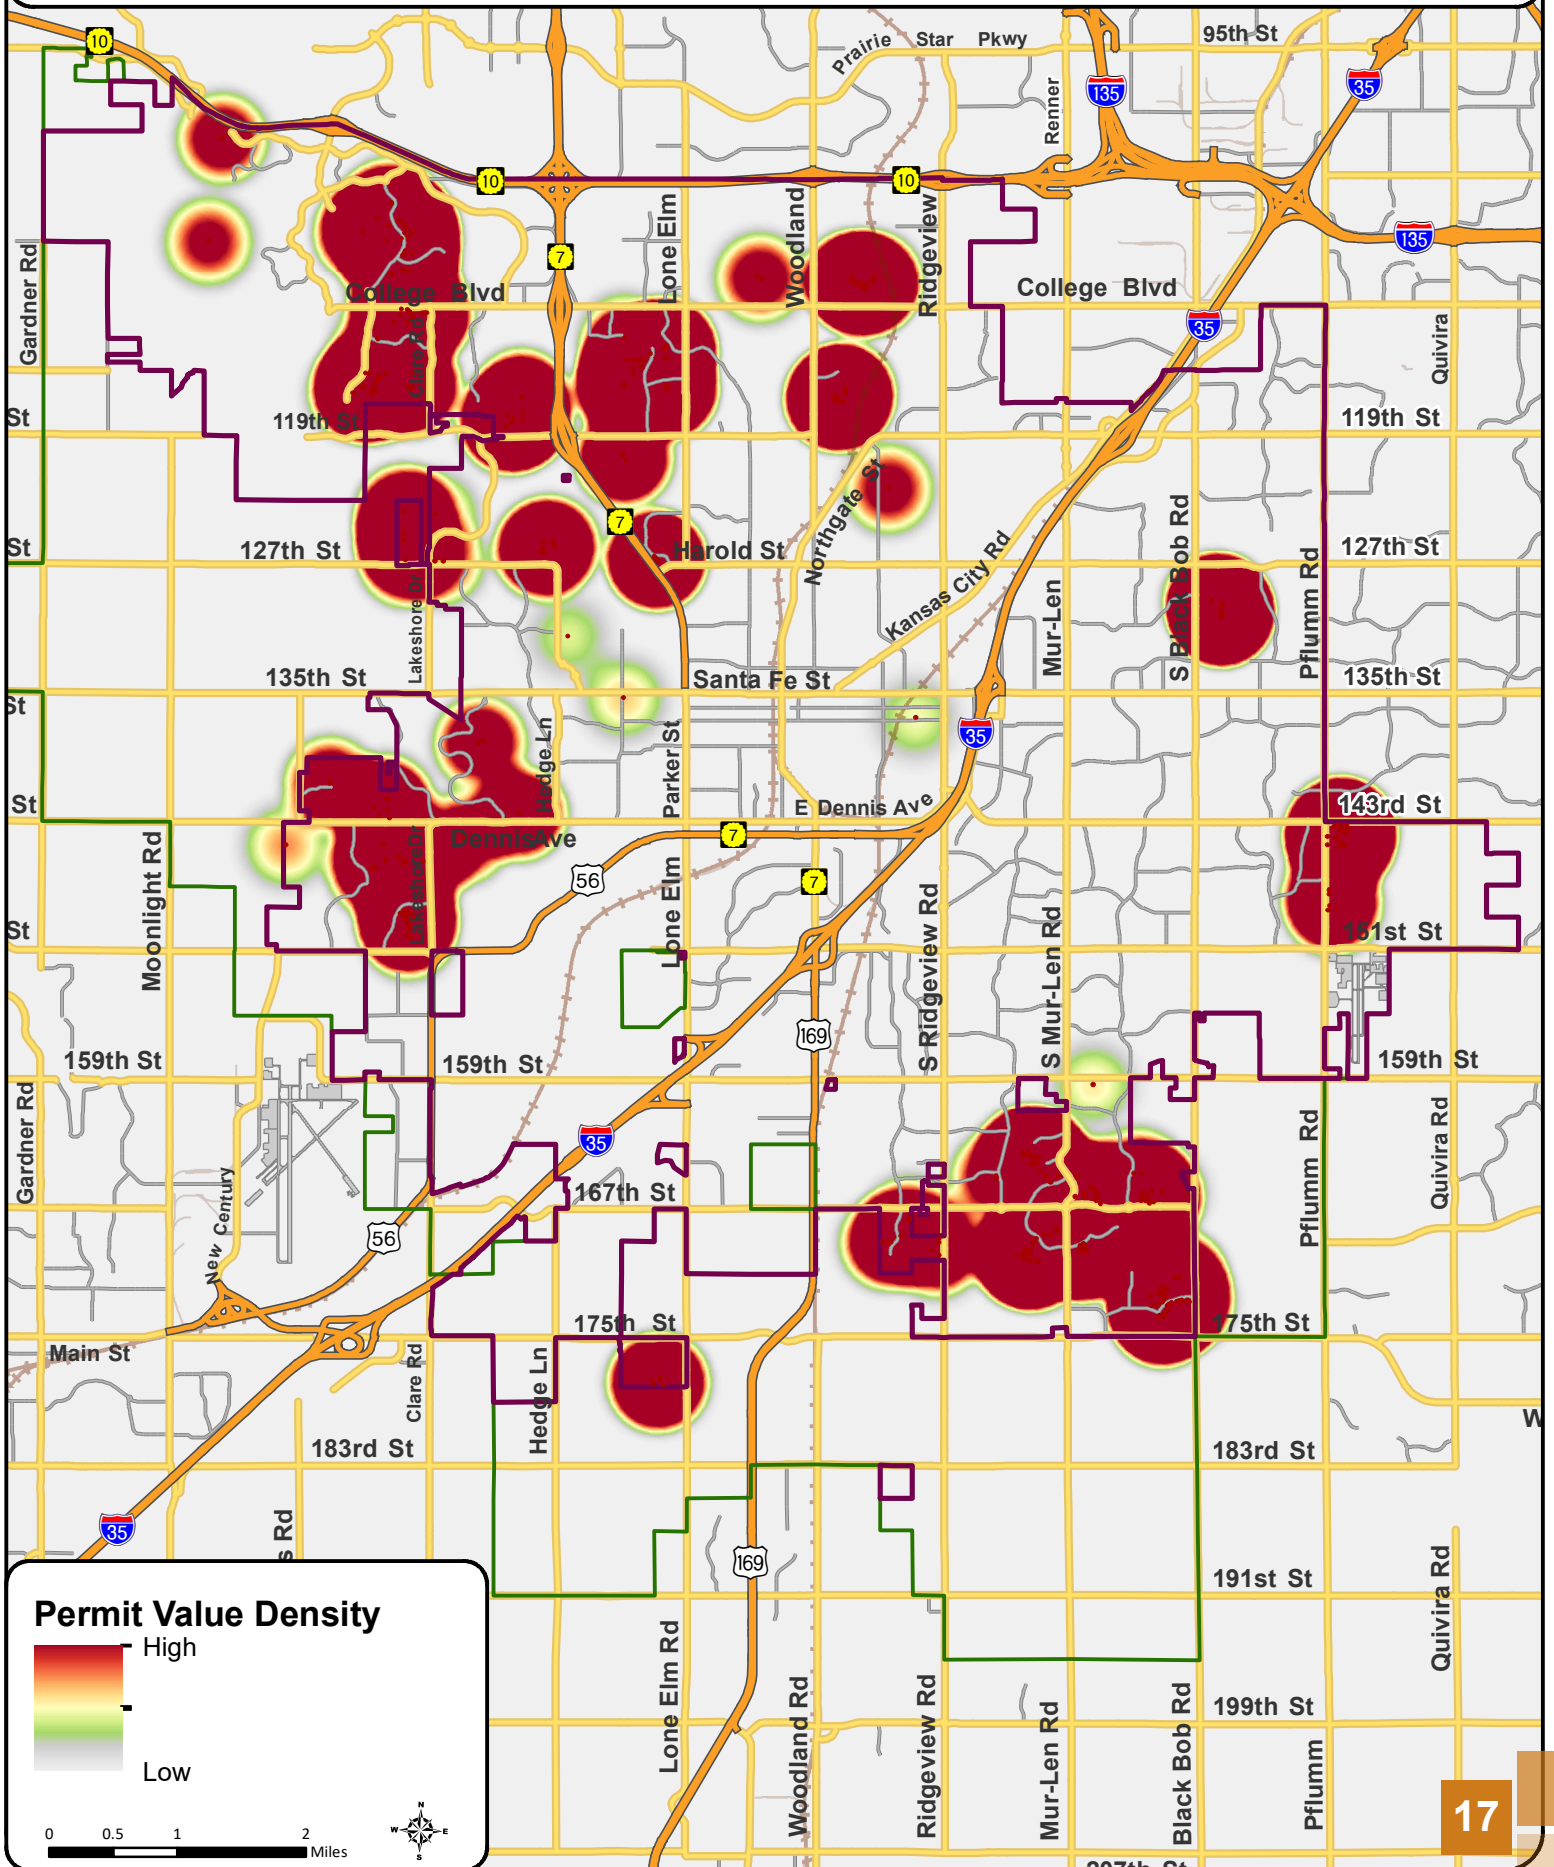 10
Prairie Star Pkwy
95th St
135
35
Renner
10
10
Gardner Rd
7
Lone Elm
Woodland
Ridgeview
135
College Blvd
College Blvd
35
Clare Rd
Quivira
St
119th St
119th St
7
Northgate St
St
127th St
Harold St
Kansas City Rd
S Black Bob Rd
127th St
Lakeshore Dr
Mur-Len
Pflumm Rd
135th St
Santa Fe St
135th St
St
35
Hedge Ln
Parker St
St
E Dennis Ave
143rd St
Moonlight Rd
Lakeshore Dr
Dennis Ave
7
56
7
Lone Elm
S Ridgeview Rd
S Mur-Len Rd
St
151st St
169
159th St
159th St
159th St
Gardner Rd
35
Pflumm Rd
Quivira Rd
New Century
56
167th St
175th St
175th St
Main St
Clare Rd
Hedge Ln
W
183rd St
183rd St
35
s Rd
169
191st St
Quivira Rd
Lone Elm Rd
Woodland Rd
Ridgeview Rd
Mur-Len Rd
Black Bob Rd
199th St
Pflumm
Permit Value Density
High
Low
0 0.5 1 2
Miles
N
W E
S
17
207th St